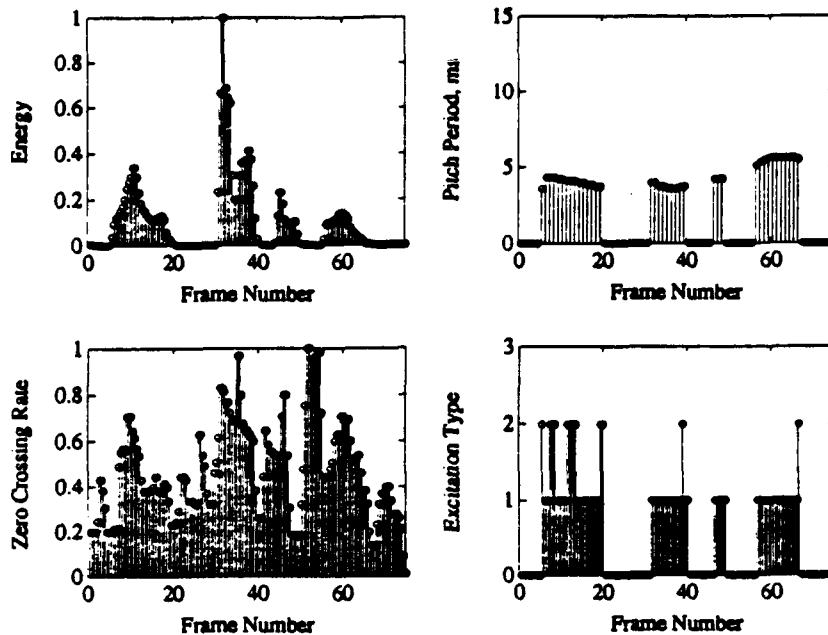 1
0.8
0.6
0.4
0.2
0
0 20 40 60
Energy
Frame Number
15
10
5
0
0 20 40 60
Pitch Period, ms
Frame Number
1
0.8
0.6
0.4
0.2
0
0 20 40 60
Zero Crossing Rate
Frame Number
3
2
1
0
0 20 40 60
Excitation Type
Frame Number